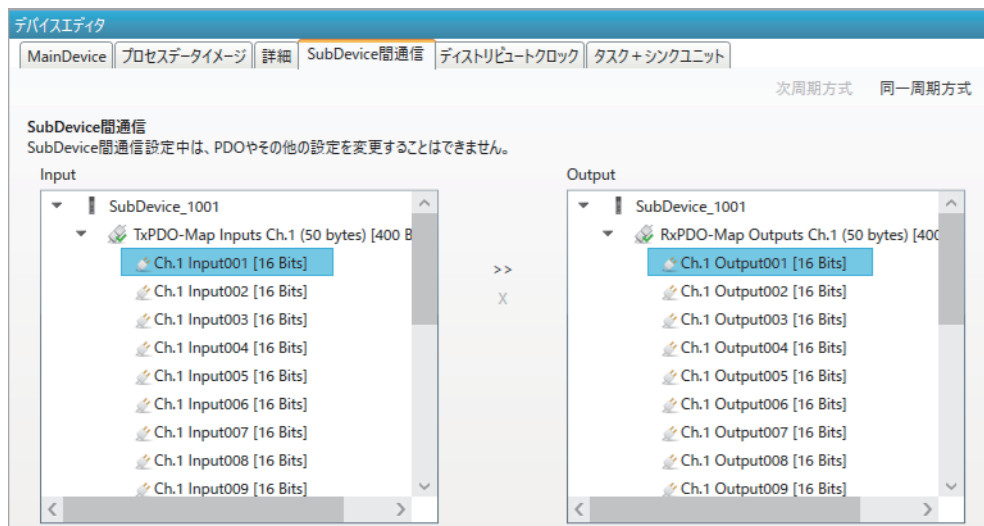 デバイスエディタ
MainDevice プロセスデータイメージ 詳細 SubDevice間通信 ディストリビュートクロック タスク+シンクユニット
次周期方式 同一周期方式
SubDevice間通信
SubDevice間通信設定中は、PDOやその他の設定を変更することはできません。
Input Output
SubDevice_1001 SubDevice_1001
TxPDO-Map Inputs Ch.1 (50 bytes) [400 B RxPDO-Map Outputs Ch.1 (50 bytes) [400
Ch.1 Input001 [16 Bits] >> Ch.1 Output001 [16 Bits]
Ch.1 Input002 [16 Bits] X Ch.1 Output002 [16 Bits]
Ch.1 Input003 [16 Bits] Ch.1 Output003 [16 Bits]
Ch.1 Input004 [16 Bits] Ch.1 Output004 [16 Bits]
Ch.1 Input005 [16 Bits] Ch.1 Output005 [16 Bits]
Ch.1 Input006 [16 Bits] Ch.1 Output006 [16 Bits]
Ch.1 Input007 [16 Bits] Ch.1 Output007 [16 Bits]
Ch.1 Input008 [16 Bits] Ch.1 Output008 [16 Bits]
Ch.1 Input009 [16 Bits] Ch.1 Output009 [16 Bits]